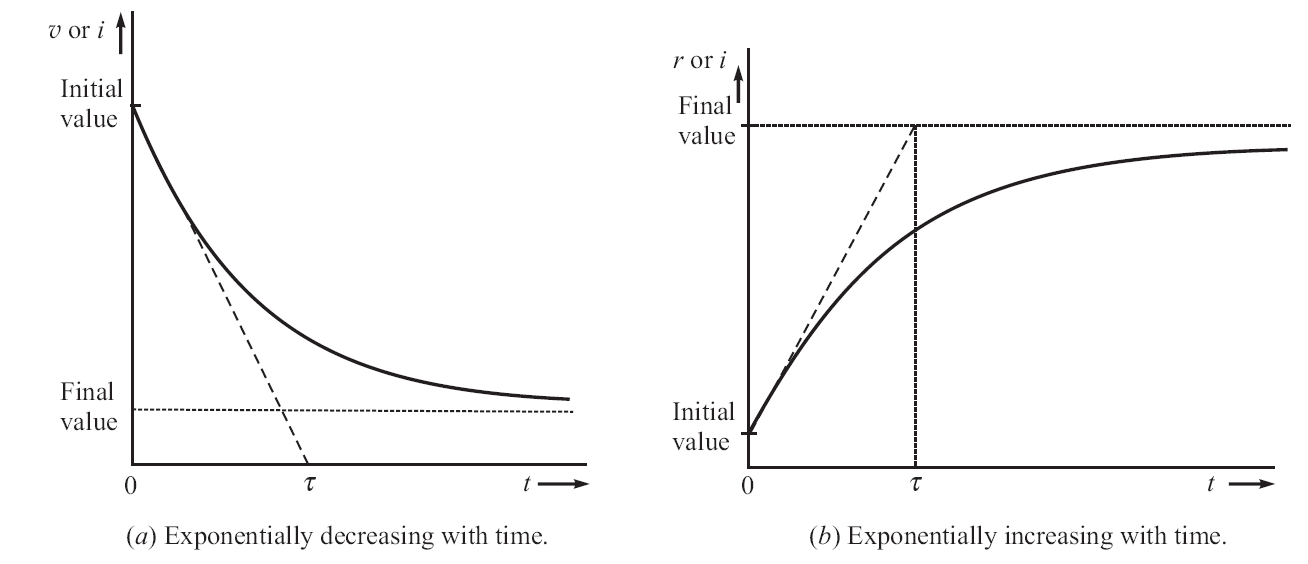 v or i
Initial
value
Final
value
0
τ
t
(a) Exponentially decreasing with time.
r or i
Final
value
Initial
value
0
τ
t
(b) Exponentially increasing with time.